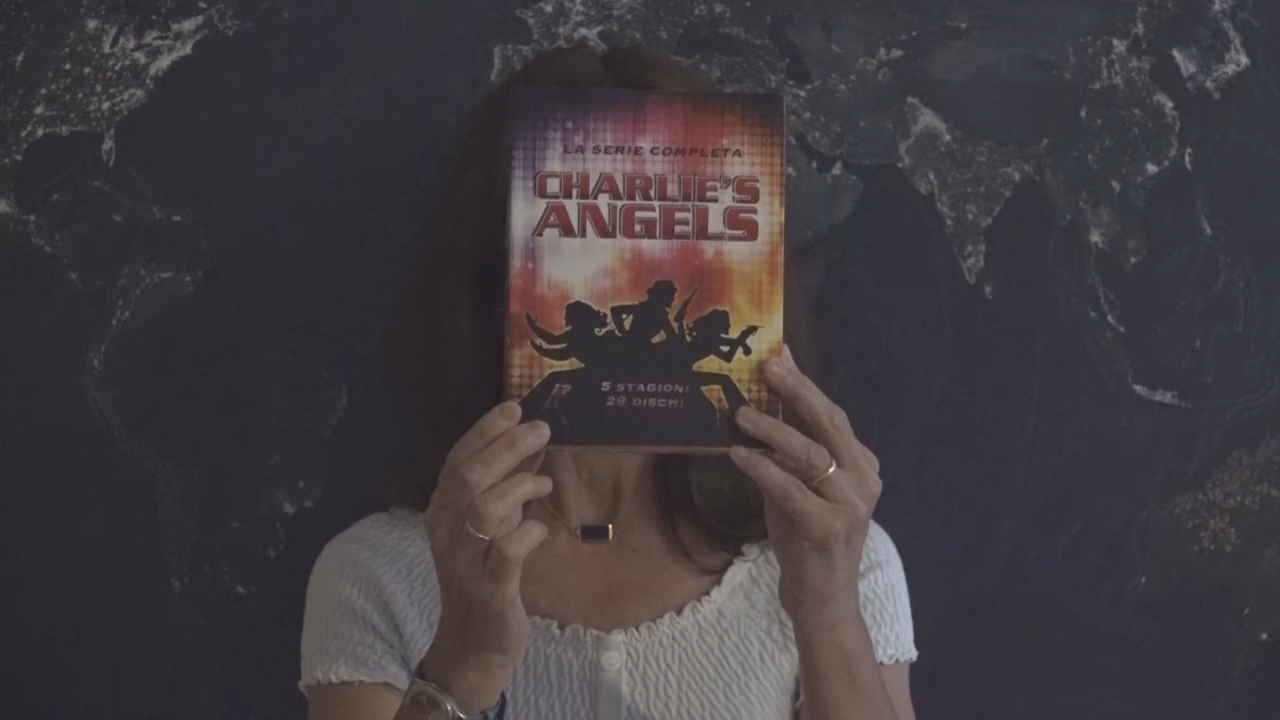 LA SERIE COMPLETA
CHARLIE'S
ANGELS
5 STAGIONI
29 DISCHI